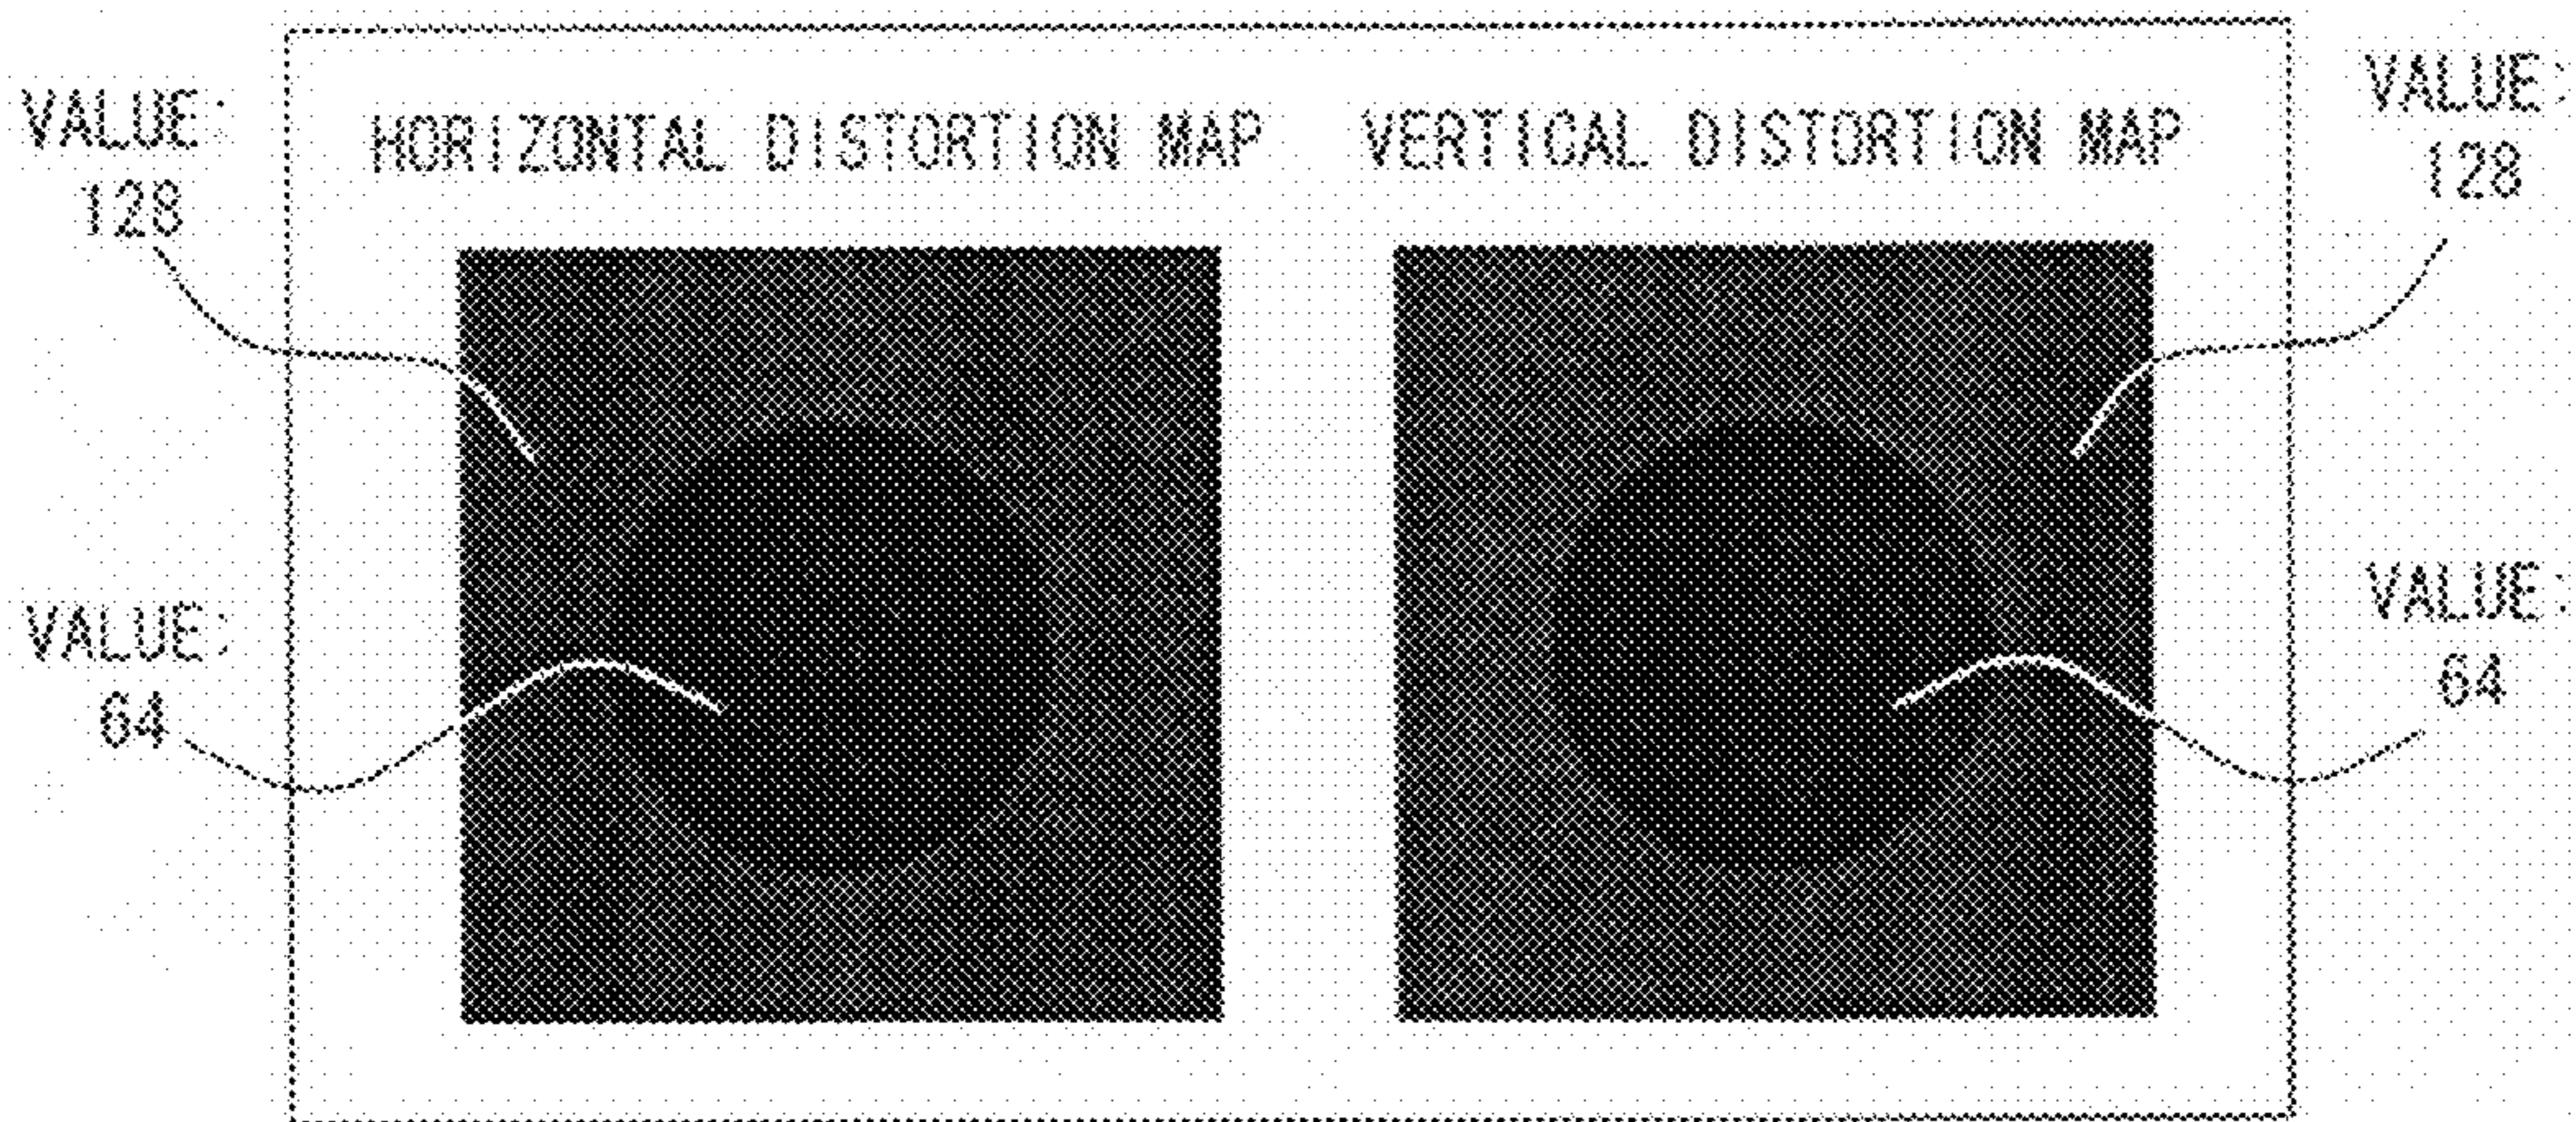 VALUE:
128
HORIZONTAL DISTORTION MAP
VERTICAL DISTORTION MAP
VALUE:
128
VALUE:
64
VALUE:
64